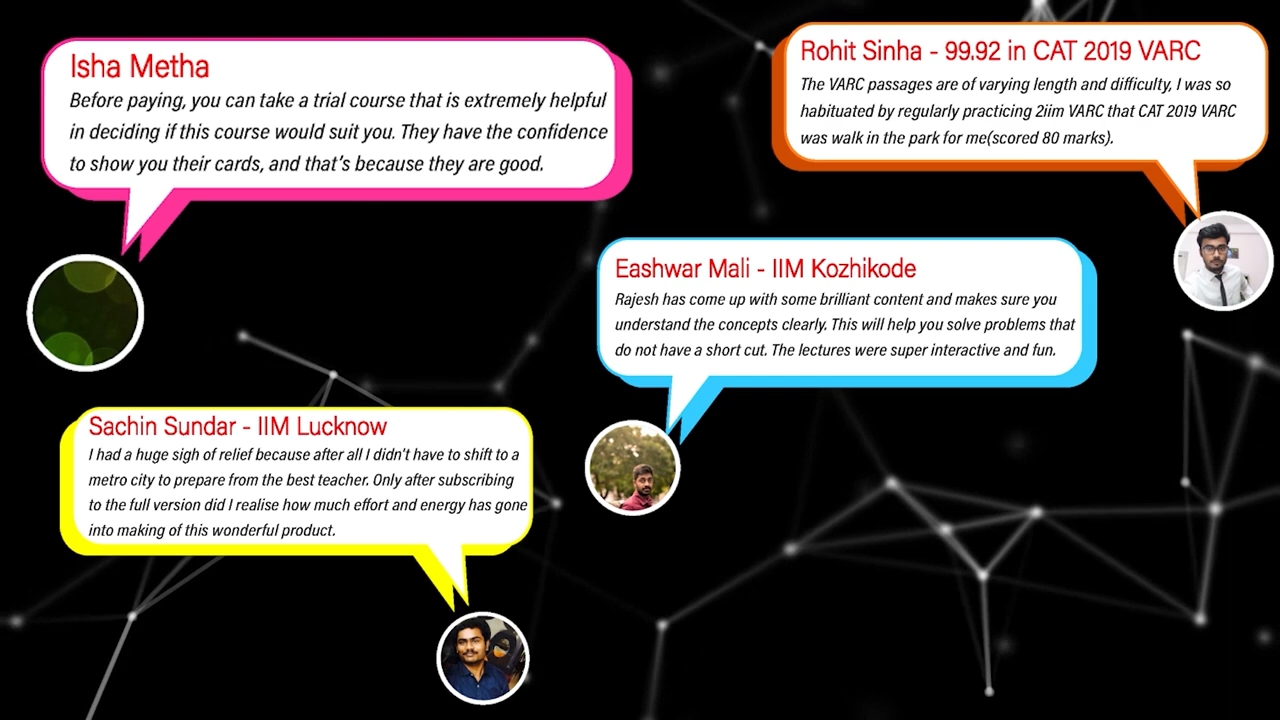 Isha Metha
Before paying, you can take a trial course that is extremely helpful
in deciding if this course would suit you. They have the confidence
to show you their cards, and that's because they are good.
Rohit Sinha - 99.92 in CAT 2019 VARC
The VARC passages are of varying length and difficulty, I was so
habituated by regularly practicing 2iim VARC that CAT 2019 VARC
was walk in the park for me(scored 80 marks).
Eashwar Mali - IIM Kozhikode
Rajesh has come up with some brilliant content and makes sure you
understand the concepts clearly. This will help you solve problems that
do not have a short cut. The lectures were super interactive and fun.
Sachin Sundar - IIM Lucknow
I had a huge sigh of relief because after all I didn't have to shift to a
metro city to prepare from the best teacher. Only after subscribing
to the full version did I realise how much effort and energy has gone
into making of this wonderful product.